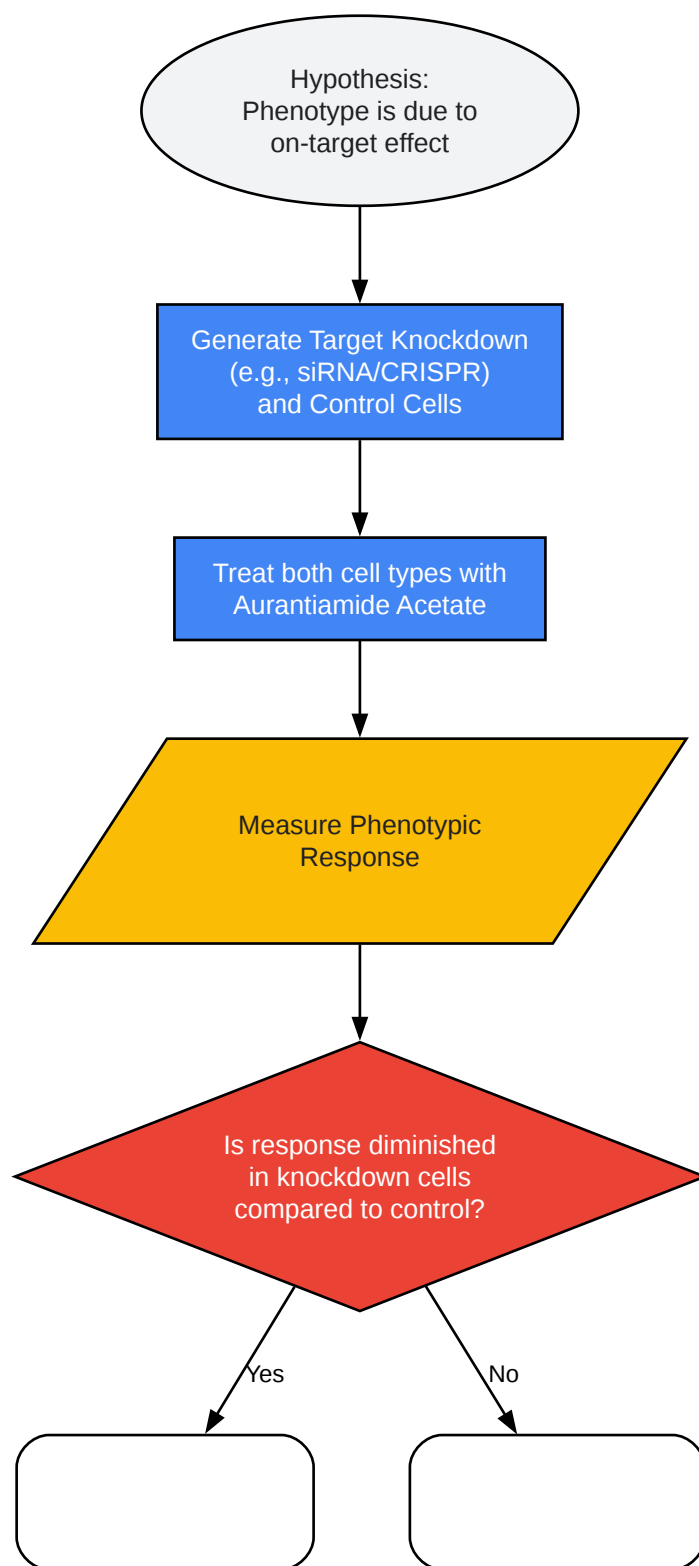 Hypothesis:
Phenotype is due to
on-target effect
Generate Target Knockdown
(e.g., siRNA/CRISPR)
and Control Cells
Treat both cell types with
Aurantiamide Acetate
Measure Phenotypic
Response
Is response diminished
in knockdown cells
compared to control?
Yes
No